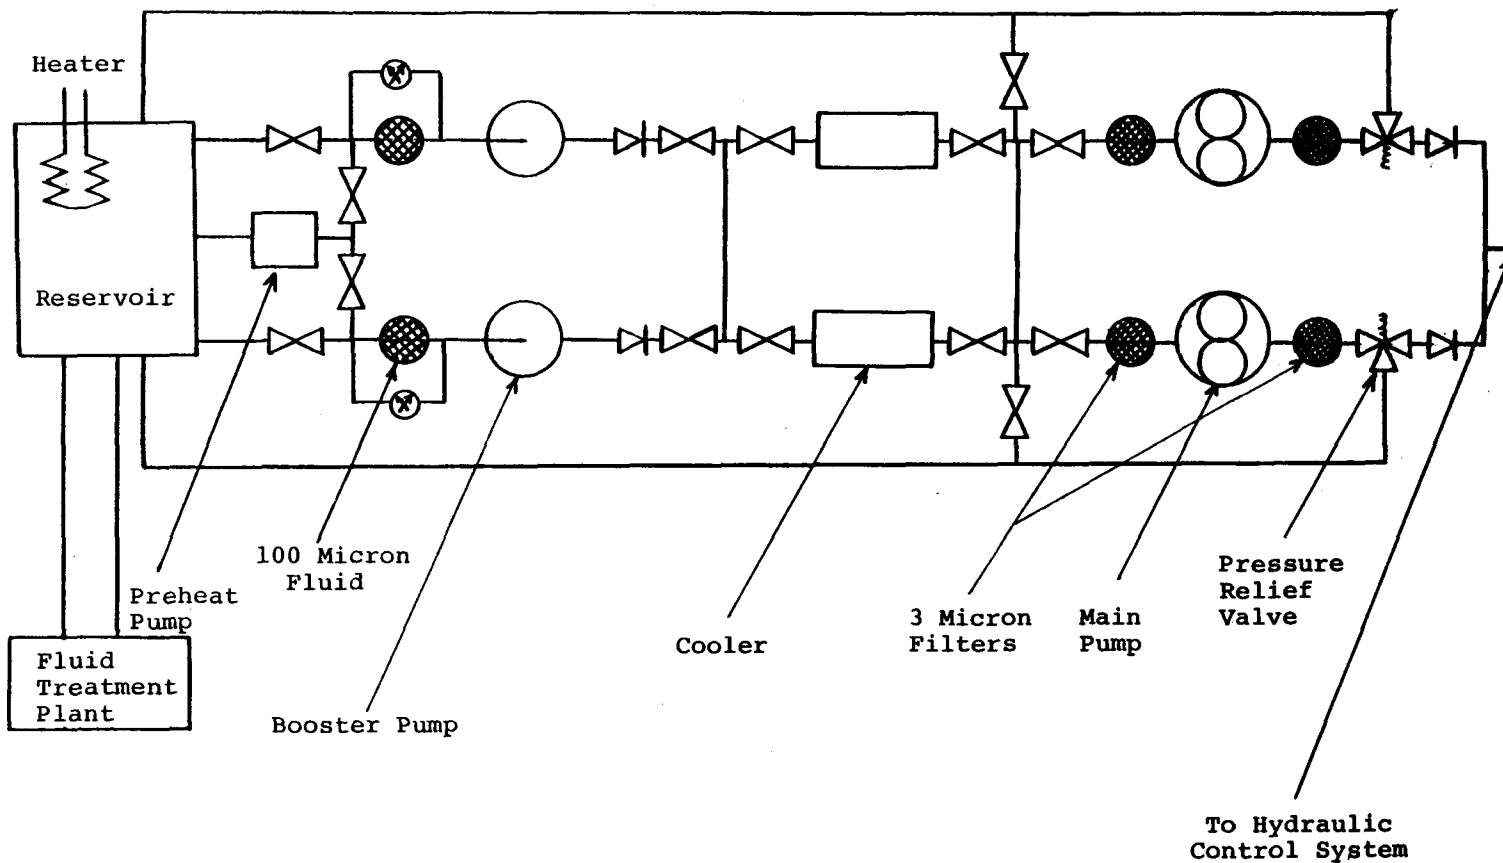 Heater
Reservoir
100 Micron
Fluid
Preheat
Pump
Fluid
Treatment
Plant
Booster Pump
Cooler
3 Micron
Filters
Main
Pump
Pressure
Relief
Valve
To Hydraulic
Control System